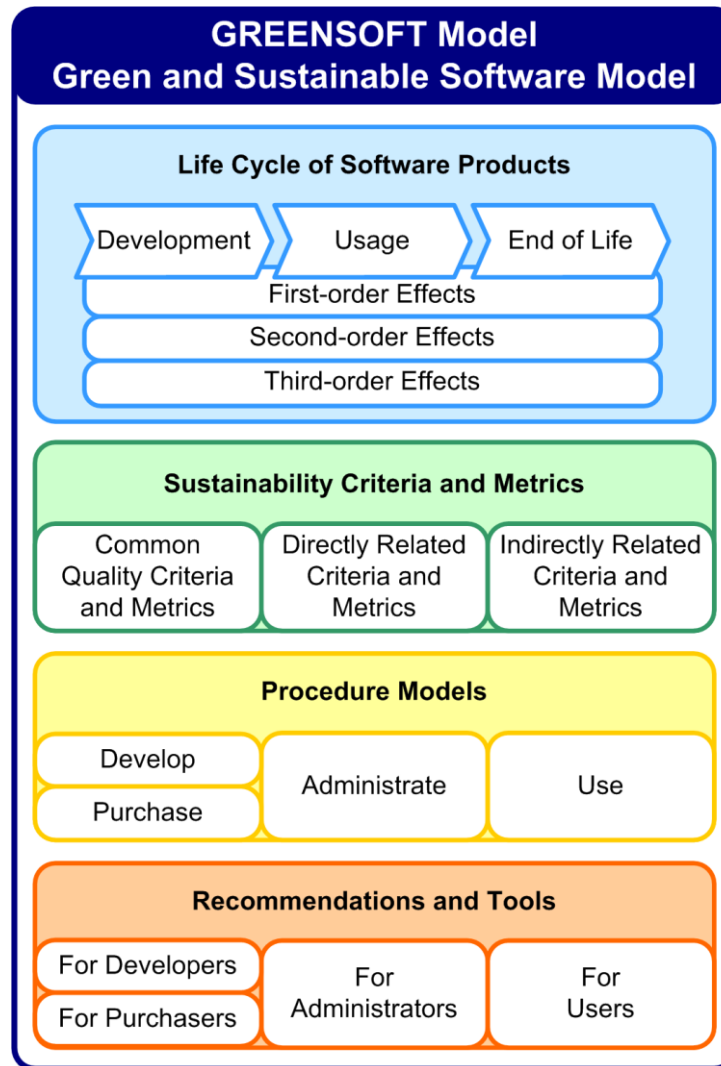 GREENSOFT Model
Green and Sustainable Software Model
Life Cycle of Software Products
Development
Usage
End of Life
First-order Effects
Second-order Effects
Third-order Effects
Sustainability Criteria and Metrics
Common
Quality Criteria
and Metrics
Directly Related
Criteria and
Metrics
Indirectly Related
Criteria and
Metrics
Procedure Models
Develop
Purchase
Administrate
Use
Recommendations and Tools
For Developers
For Purchasers
For
Administrators
For
Users